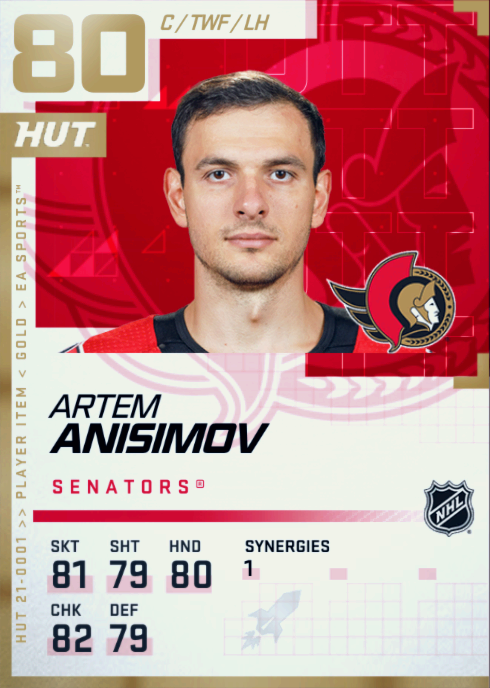 80
C / TWF / LH
HUT
HUT 21-0001 >> PLAYER ITEM < GOLD > EA SPORTS™
ARTEM
ANISIMOV
SENATORS®
NHL
SKT SHT HND SYNERGIES
81 79 80 1
CHK DEF
82 79